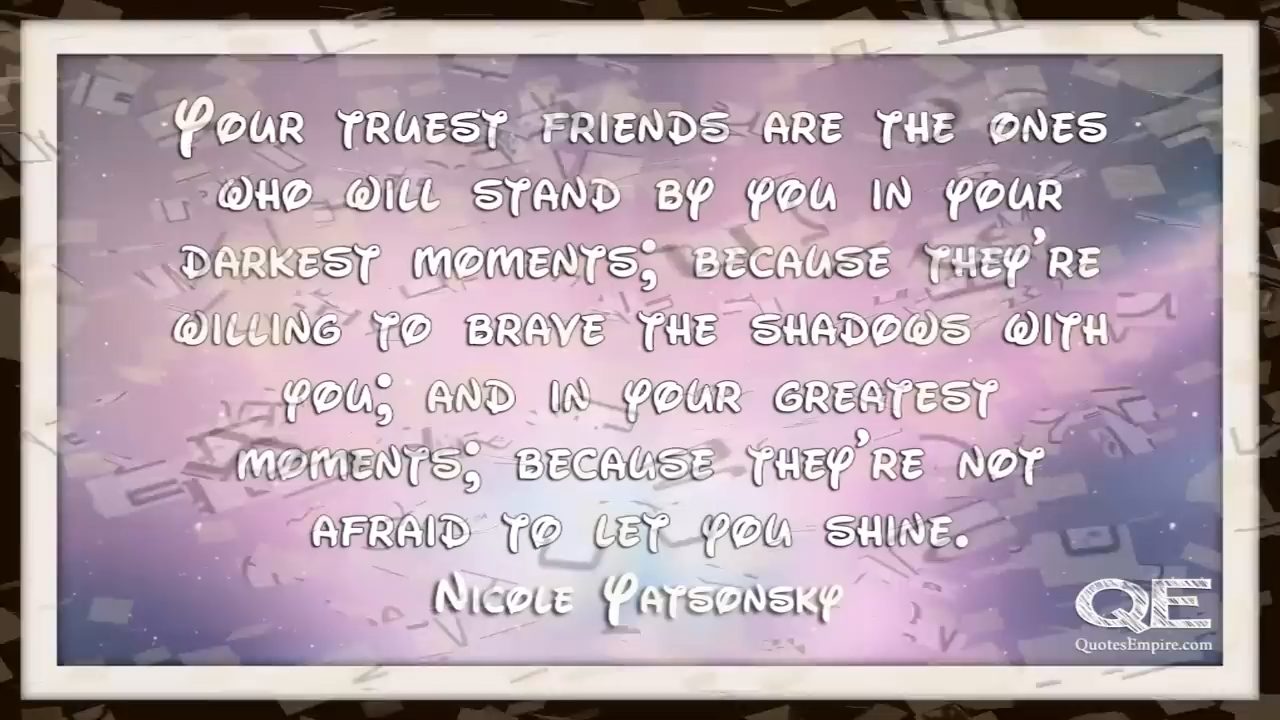 Your truest friends are the ones
who will stand by you in your
darkest moments; because they're
willing to brave the shadows with
you; and in your greatest
moments; because they're not
afraid to let you shine.
Nicole Yatsonsky
QE
QuotesEmpire.com